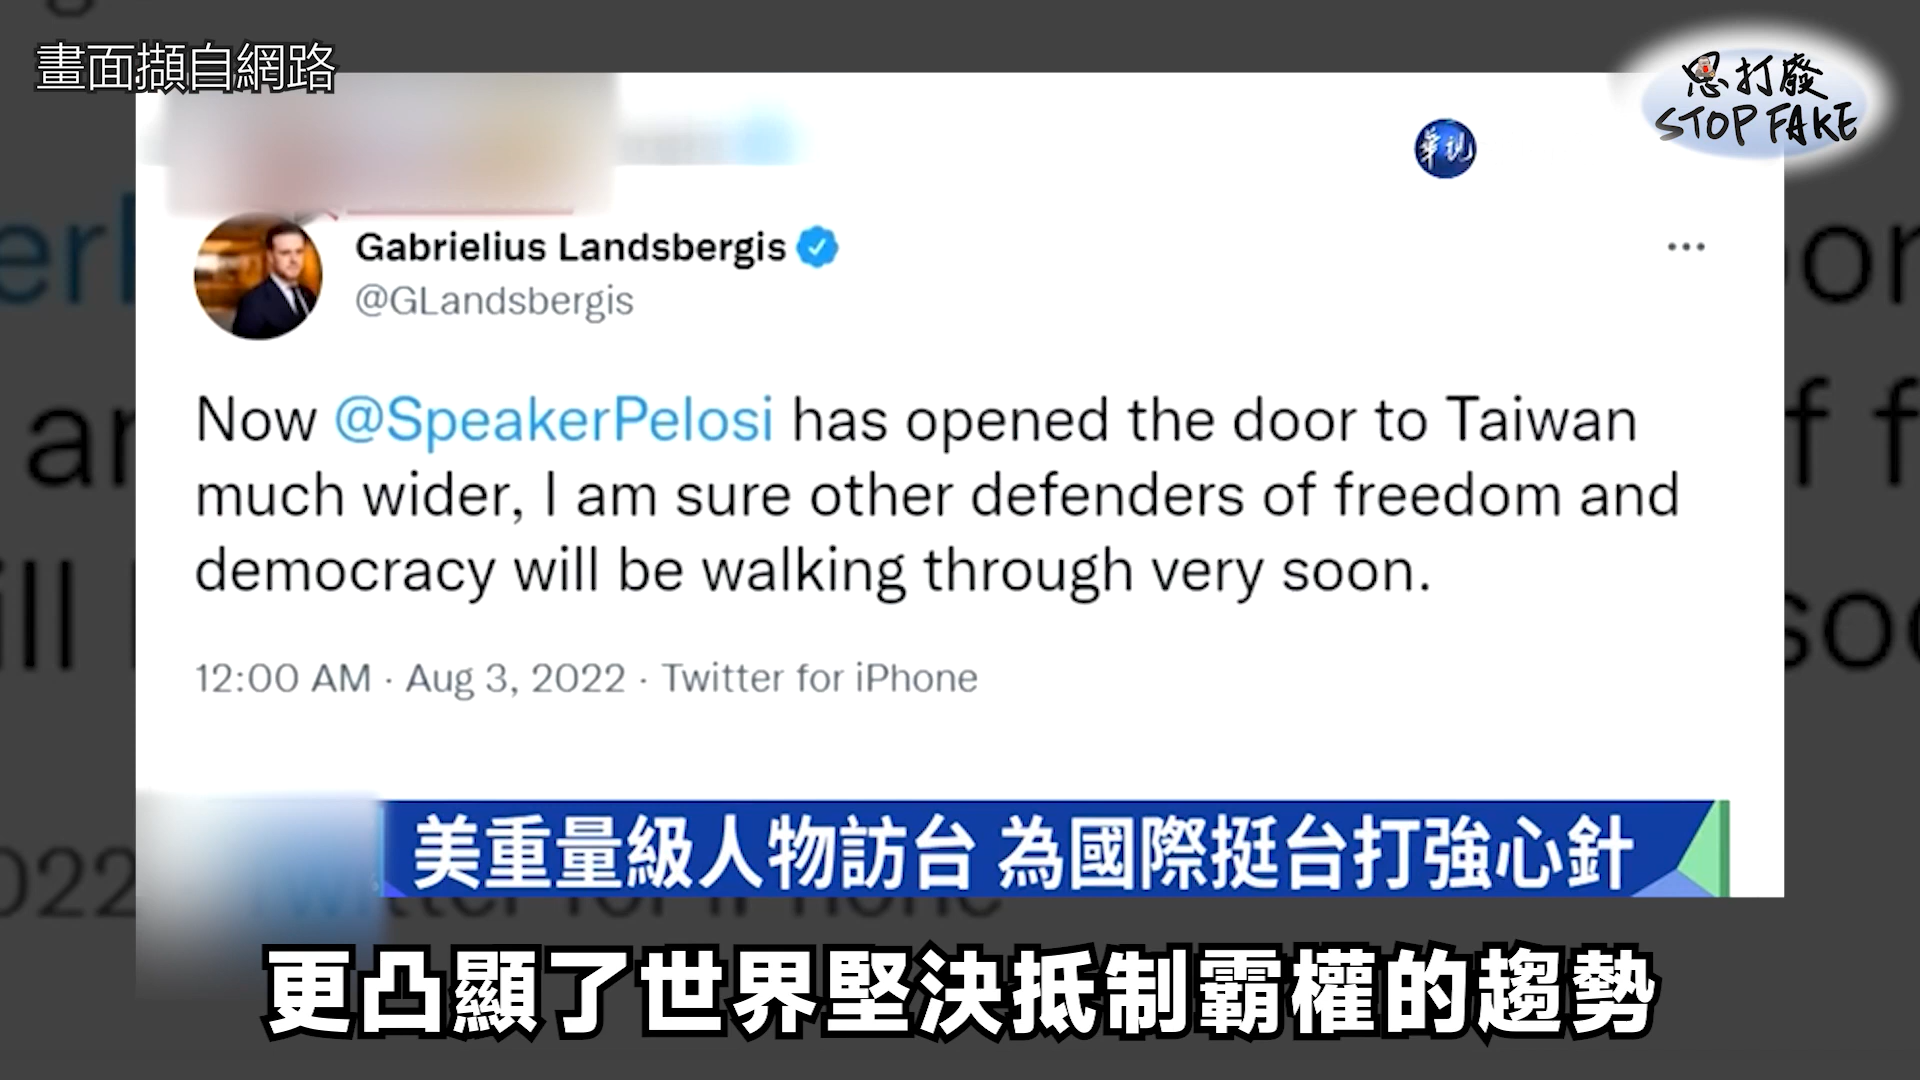 畫面擷自網路
思打廢
STOP FAKE
華視
Gabrielius Landsbergis
@GLandsbergis
Now @SpeakerPelosi has opened the door to Taiwan
much wider, I am sure other defenders of freedom and
democracy will be walking through very soon.
12:00 AM · Aug 3, 2022 · Twitter for iPhone
美重量級人物訪台 為國際挺台打強心針
更凸顯了世界堅決抵制霸權的趨勢